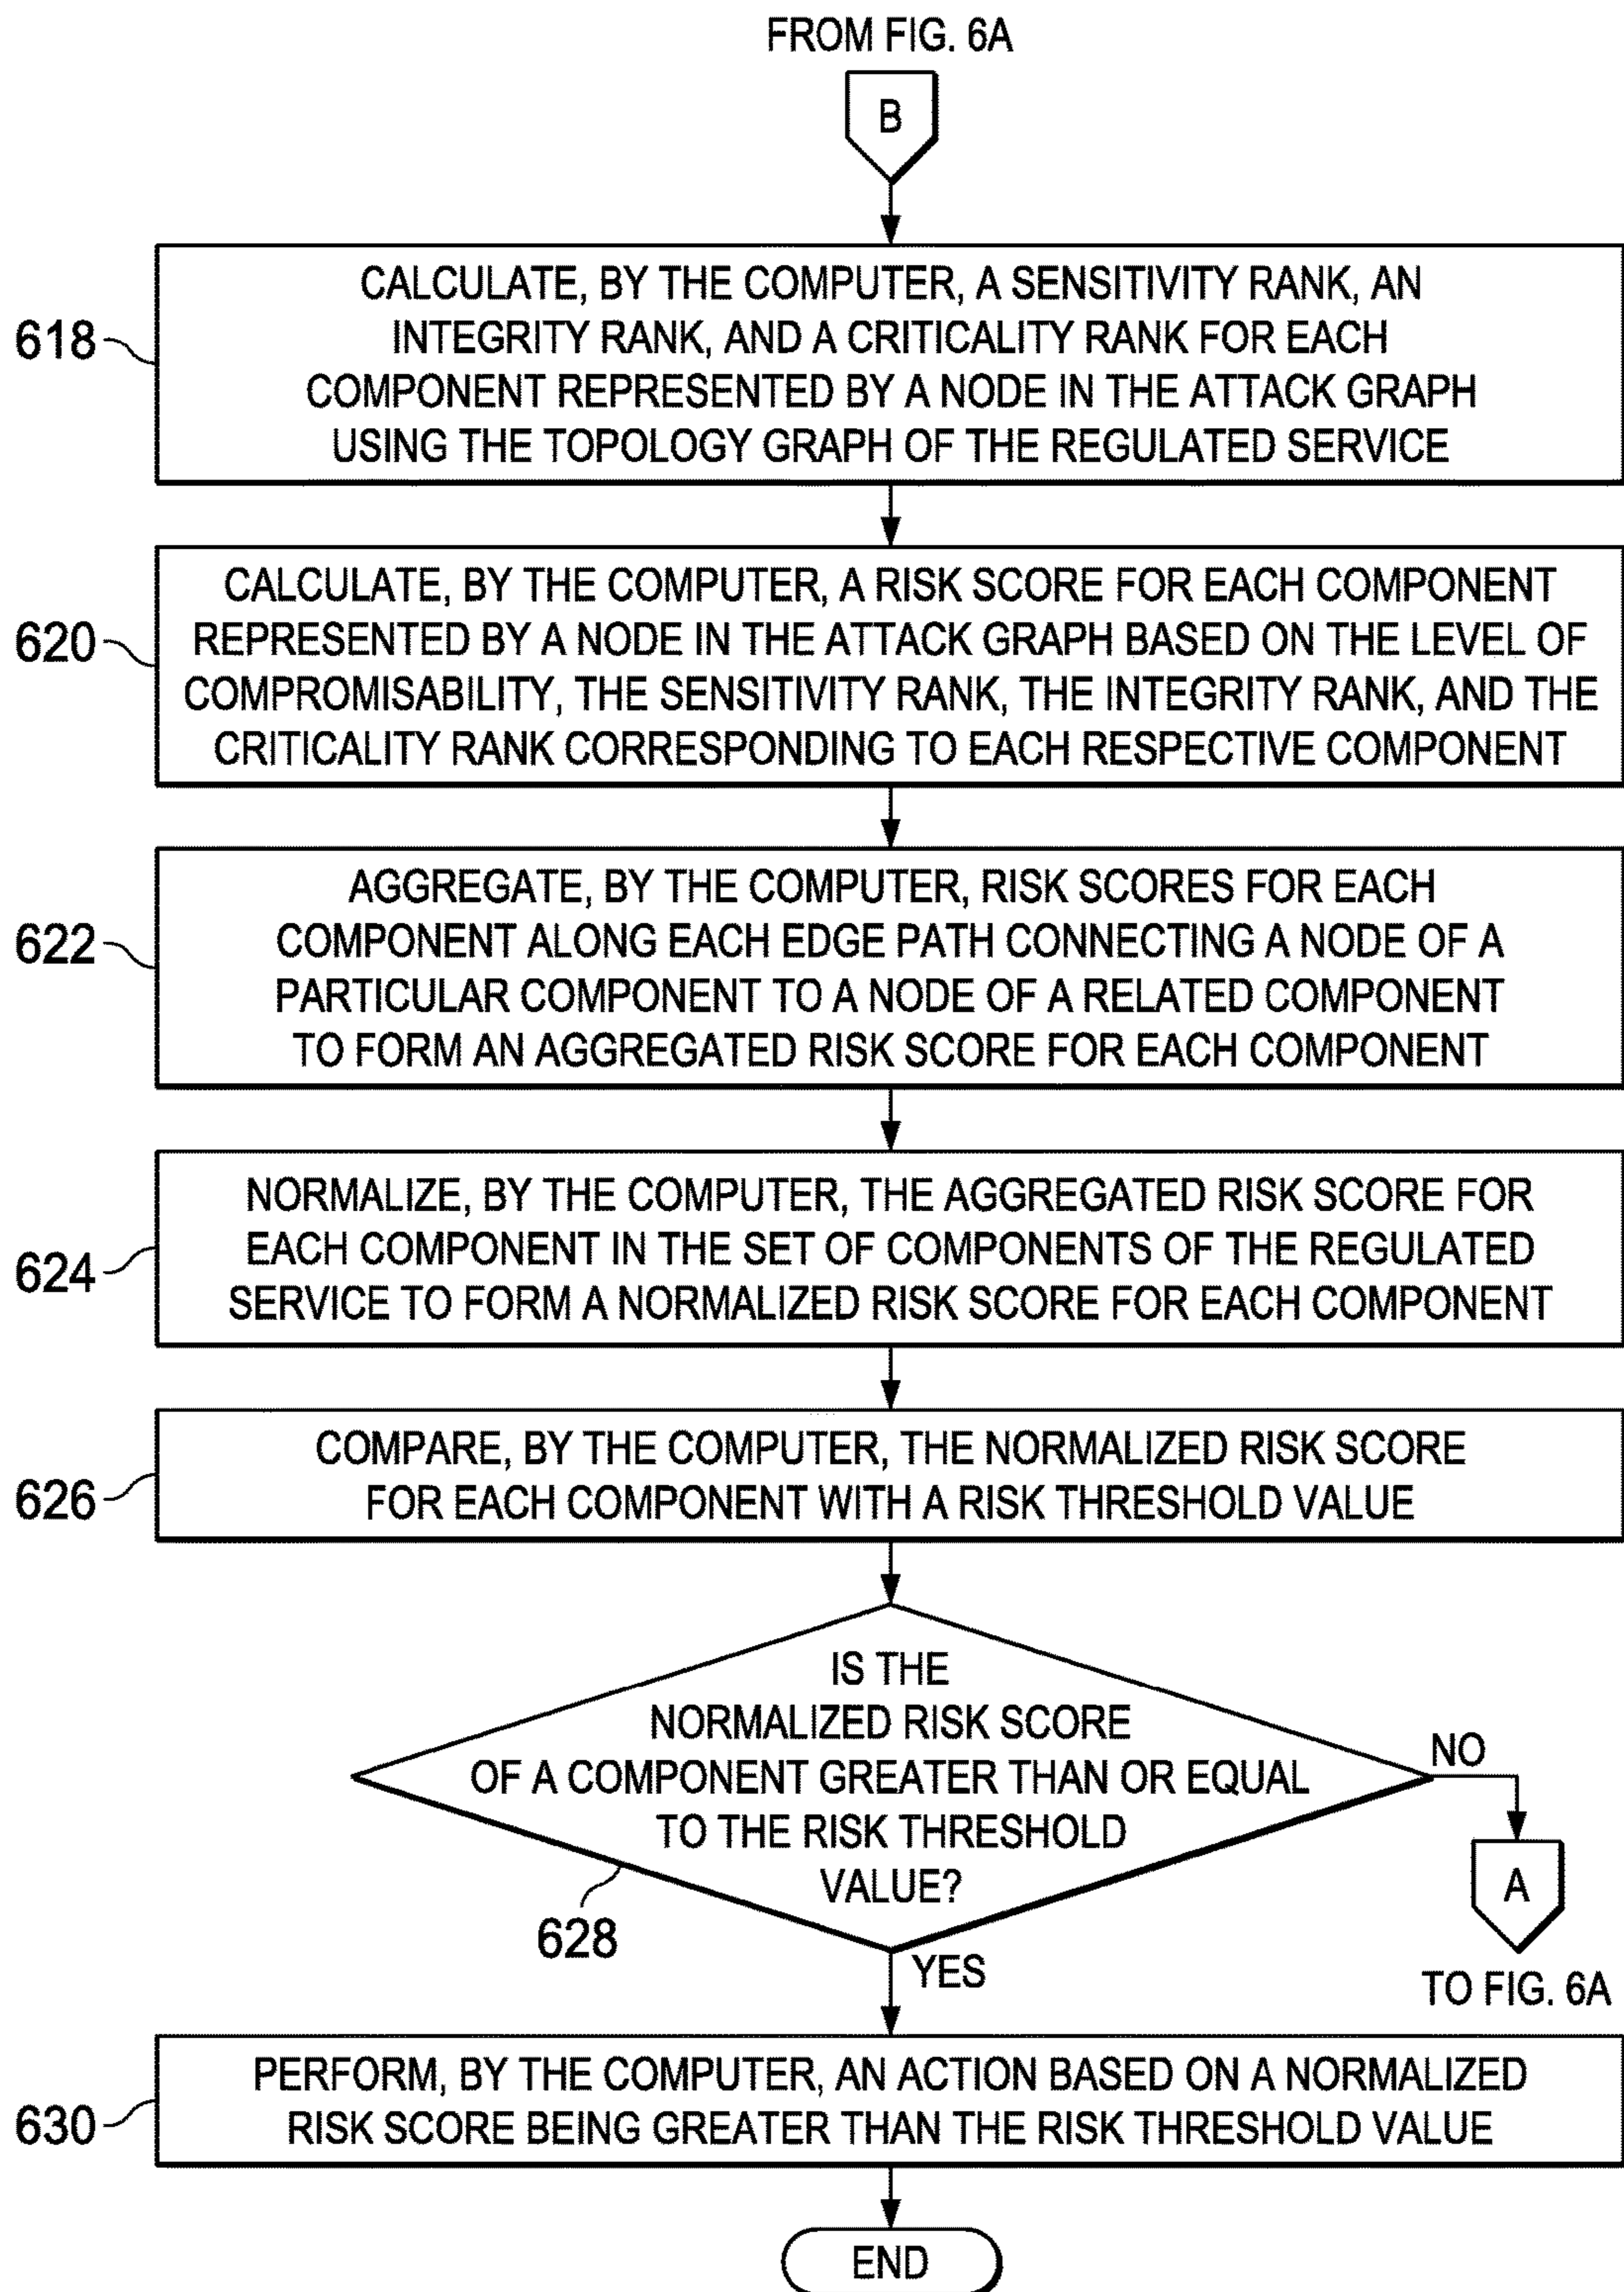 FROM FIG. 6A
B
618
CALCULATE, BY THE COMPUTER, A SENSITIVITY RANK, AN
INTEGRITY RANK, AND A CRITICALITY RANK FOR EACH
COMPONENT REPRESENTED BY A NODE IN THE ATTACK GRAPH
USING THE TOPOLOGY GRAPH OF THE REGULATED SERVICE
620
CALCULATE, BY THE COMPUTER, A RISK SCORE FOR EACH COMPONENT
REPRESENTED BY A NODE IN THE ATTACK GRAPH BASED ON THE LEVEL OF
COMPROMISABILITY, THE SENSITIVITY RANK, THE INTEGRITY RANK, AND THE
CRITICALITY RANK CORRESPONDING TO EACH RESPECTIVE COMPONENT
622
AGGREGATE, BY THE COMPUTER, RISK SCORES FOR EACH
COMPONENT ALONG EACH EDGE PATH CONNECTING A NODE OF A
PARTICULAR COMPONENT TO A NODE OF A RELATED COMPONENT
TO FORM AN AGGREGATED RISK SCORE FOR EACH COMPONENT
624
NORMALIZE, BY THE COMPUTER, THE AGGREGATED RISK SCORE FOR
EACH COMPONENT IN THE SET OF COMPONENTS OF THE REGULATED
SERVICE TO FORM A NORMALIZED RISK SCORE FOR EACH COMPONENT
626
COMPARE, BY THE COMPUTER, THE NORMALIZED RISK SCORE
FOR EACH COMPONENT WITH A RISK THRESHOLD VALUE
IS THE
NORMALIZED RISK SCORE
OF A COMPONENT GREATER THAN OR EQUAL
TO THE RISK THRESHOLD
VALUE?
628
NO
A
TO FIG. 6A
YES
630
PERFORM, BY THE COMPUTER, AN ACTION BASED ON A NORMALIZED
RISK SCORE BEING GREATER THAN THE RISK THRESHOLD VALUE
END